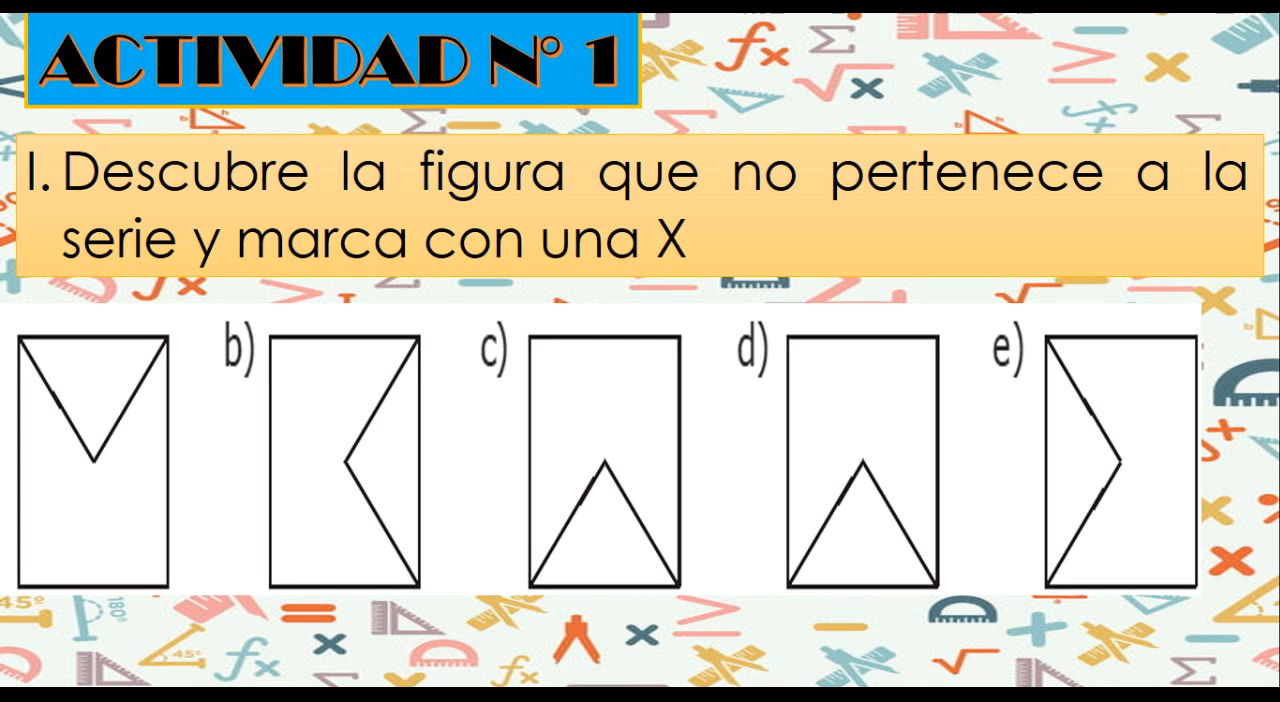 ACTIVIDAD N° 1
I. Descubre la figura que no pertenece a la
serie y marca con una X
b) c) d) e)